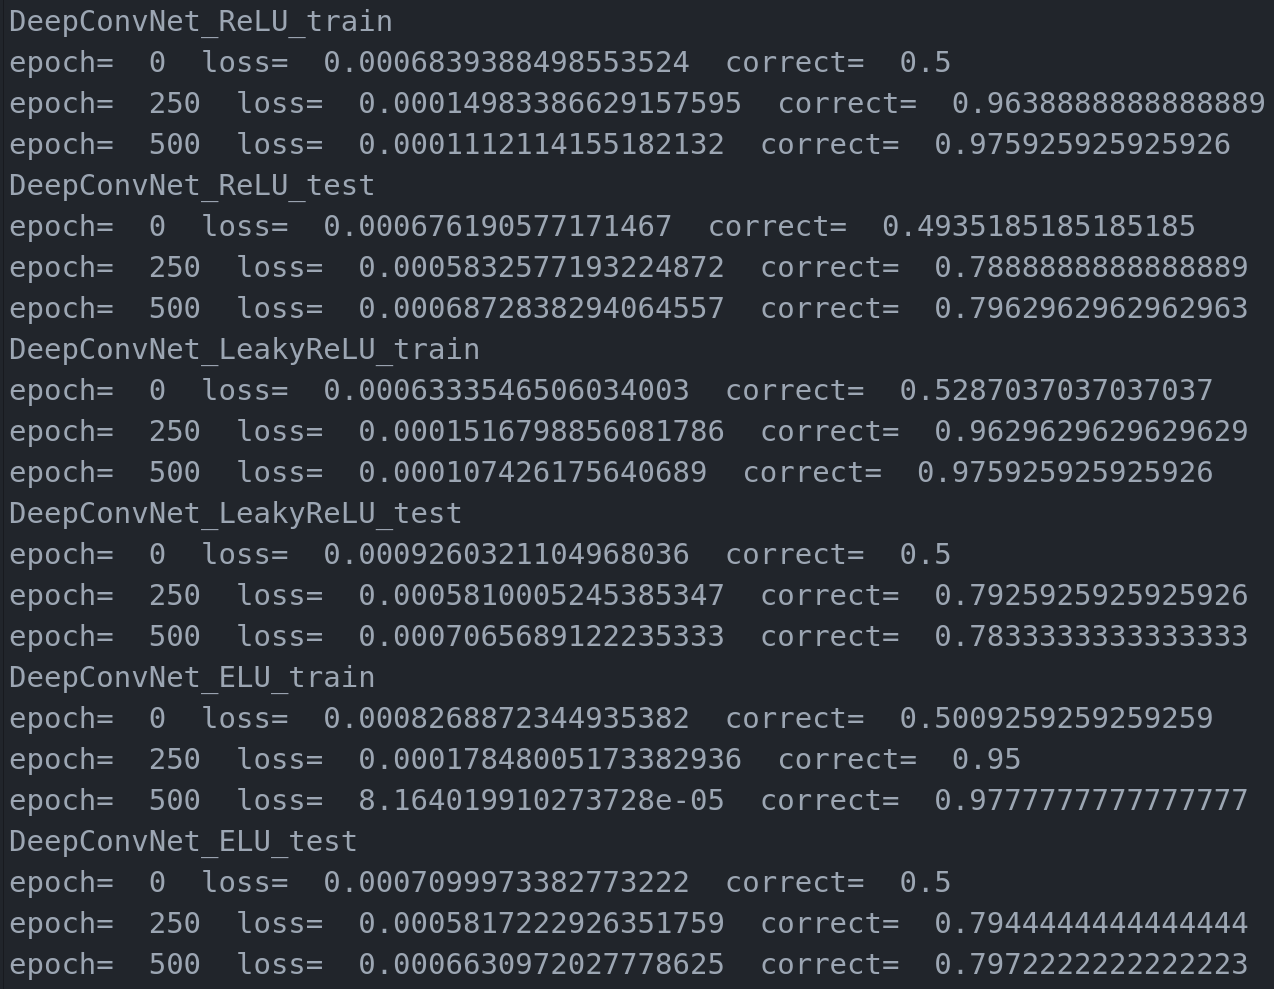 DeepConvNet_ReLU_train
epoch=  0  loss=  0.0006839388498553524  correct=  0.5
epoch=  250  loss=  0.00014983386629157595  correct=  0.9638888888888889
epoch=  500  loss=  0.0001112114155182132  correct=  0.975925925925926
DeepConvNet_ReLU_test
epoch=  0  loss=  0.000676190577171467  correct=  0.4935185185185185
epoch=  250  loss=  0.0005832577193224872  correct=  0.7888888888888889
epoch=  500  loss=  0.0006872838294064557  correct=  0.7962962962962963
DeepConvNet_LeakyReLU_train
epoch=  0  loss=  0.0006333546506034003  correct=  0.5287037037037037
epoch=  250  loss=  0.0001516798856081786  correct=  0.9629629629629629
epoch=  500  loss=  0.000107426175640689  correct=  0.975925925925926
DeepConvNet_LeakyReLU_test
epoch=  0  loss=  0.0009260321104968036  correct=  0.5
epoch=  250  loss=  0.0005810005245385347  correct=  0.7925925925925926
epoch=  500  loss=  0.0007065689122235333  correct=  0.7833333333333333
DeepConvNet_ELU_train
epoch=  0  loss=  0.0008268872344935382  correct=  0.5009259259259259
epoch=  250  loss=  0.00017848005173382936  correct=  0.95
epoch=  500  loss=  8.164019910273728e-05  correct=  0.9777777777777777
DeepConvNet_ELU_test
epoch=  0  loss=  0.0007099973382773222  correct=  0.5
epoch=  250  loss=  0.0005817222926351759  correct=  0.7944444444444444
epoch=  500  loss=  0.0006630972027778625  correct=  0.7972222222222223